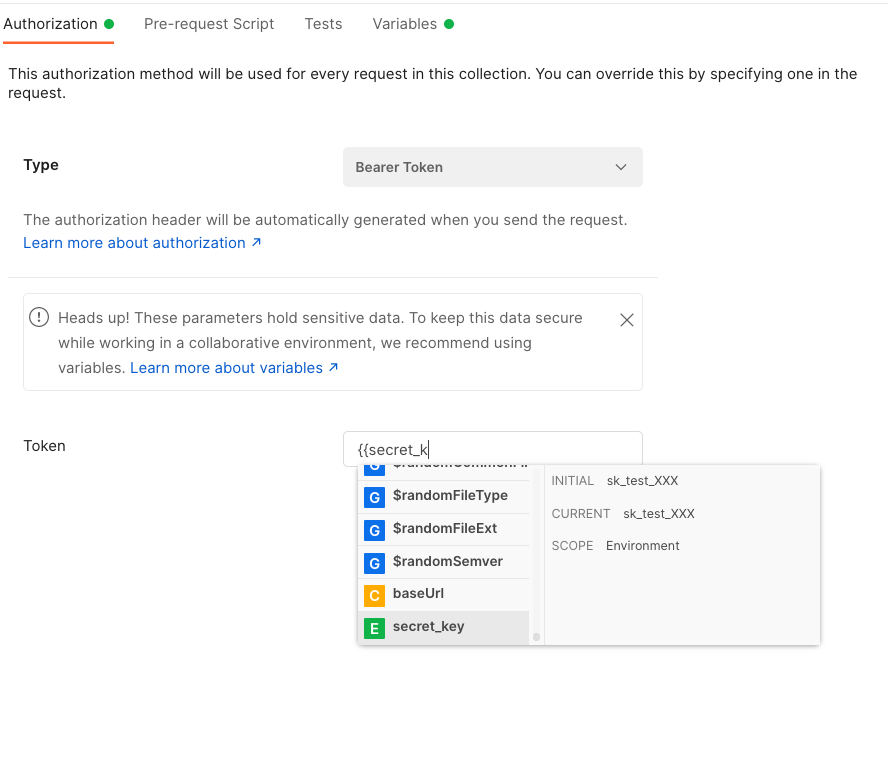 Authorization Pre-request Script Tests Variables
This authorization method will be used for every request in this collection. You can override this by specifying one in the
request.
Type
Bearer Token
The authorization header will be automatically generated when you send the request.
Learn more about authorization ↗
Heads up! These parameters hold sensitive data. To keep this data secure
while working in a collaborative environment, we recommend using
variables. Learn more about variables ↗
Token
{{secret_k
G $randomFileType
G $randomFileExt
G $randomSemver
C baseUrl
E secret_key
INITIAL sk_test_XXX
CURRENT sk_test_XXX
SCOPE Environment